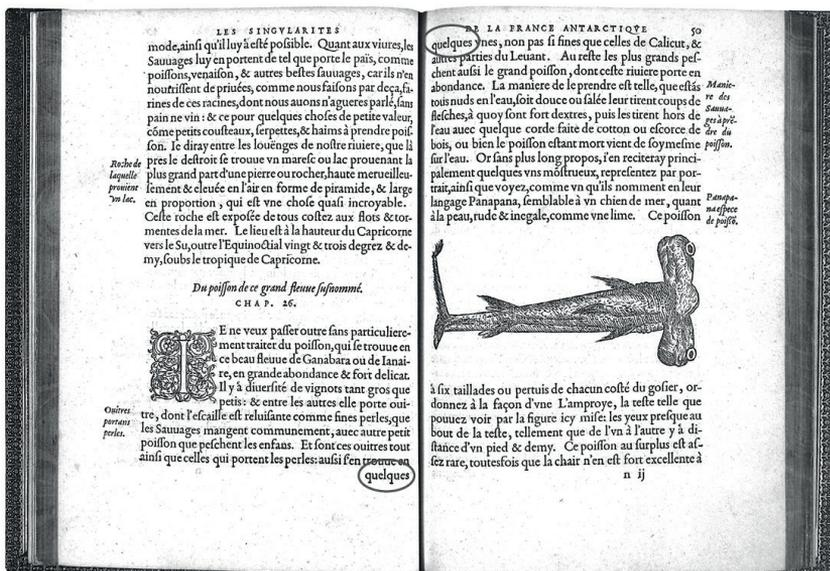 LES SINGVLARITES
mode, ainsi qu'il luy à esté possible. Quant aux viures, les
Sauuages luy en portent de tel que porte le païs, comme
poissons, venaison, & autres bestes sauuages, car ils n'en
nourrissent de priuées, comme nous faisons par deça, fa-
rines de ces racines, dont nous auons n'agueres parlé, sans
pain ne vin: & ce pour quelques choses de petite valeur,
cõme petits cousteaux, serpettes, & haims à prendre pois-
son. Ie diray entre les louënges de nostre riuiere, que là
pres le destroit se trouue vn maresc ou lac prouenant la
plus grand part d'vne pierre ou rocher, haute merueilleu-
sement & eleuée en l'air en forme de piramide, & large
en proportion, qui est vne chose quasi incroyable.
Ceste roche est exposée de tous costez aux flots & tor-
mentes de la mer. Le lieu est à la hauteur du Capricorne
vers le Su, outre l'Equinoctial vingt & trois degrez & de-
my, soubs le tropique de Capricorne.
Roche de
laquelle
prouient
vn lac.
Du poisson de ce grand fleuue susnommé.
CHAP. 26.
IE ne veux passer outre sans particuliere-
ment traiter du poisson, qui se trouue en
ce beau fleuue de Ganabara ou de Ianai-
re, en grande abondance & fort delicat.
Il y à diuersité de vignots tant gros que
petis: & entre les autres elle porte oui-
tre, dont l'escaille est reluisante comme fines perles, que
les Sauuages mangent communement, auec autre petit
poisson que peschent les enfans. Et sont ces ouitres tout
ainsi que celles qui portent les perles: aussi s'en trouue en
quelques
Ouitres
portans
perles.
DE LA FRANCE ANTARCTIQVE 50
quelques vnes, non pas si fines que celles de Calicut, &
autres parties du Leuant. Au reste les plus grands pes-
chent aussi le grand poisson, dont ceste riuiere porte en
abondance. La maniere de le prendre est telle, que estãs
tous nuds en l'eau, soit douce ou salée leur tirent coups de
flesches, à quoy sont fort dextres, puis les tirent hors de
l'eau auec quelque corde faite de cotton ou escorce de
bois, ou bien le poisson estant mort vient de soymesme
sur l'eau. Or sans plus long propos, i'en reciteray princi-
palement quelques vns mõstrueux, representez par por-
trait, ainsi que voyez, comme vn qu'ils nomment en leur
langage Panapana, semblable à vn chien de mer, quant
à la peau, rude & inegale, comme vne lime. Ce poisson
Manie-
re des
Sauua-
ges à prẽ-
dre du
poisson.
Panapa-
na espece
de poissõ.
à six taillades ou pertuis de chacun costé du gosier, or-
donnez à la façon d'vne L'amproye, la teste telle que
pouuez voir par la figure icy mise: les yeux presque au
bout de la teste, tellement que de l'vn à l'autre y à di-
stance d'vn pied & demy. Ce poisson au surplus est as-
sez rare, toutesfois que la chair n'en est fort excellente à
n ij